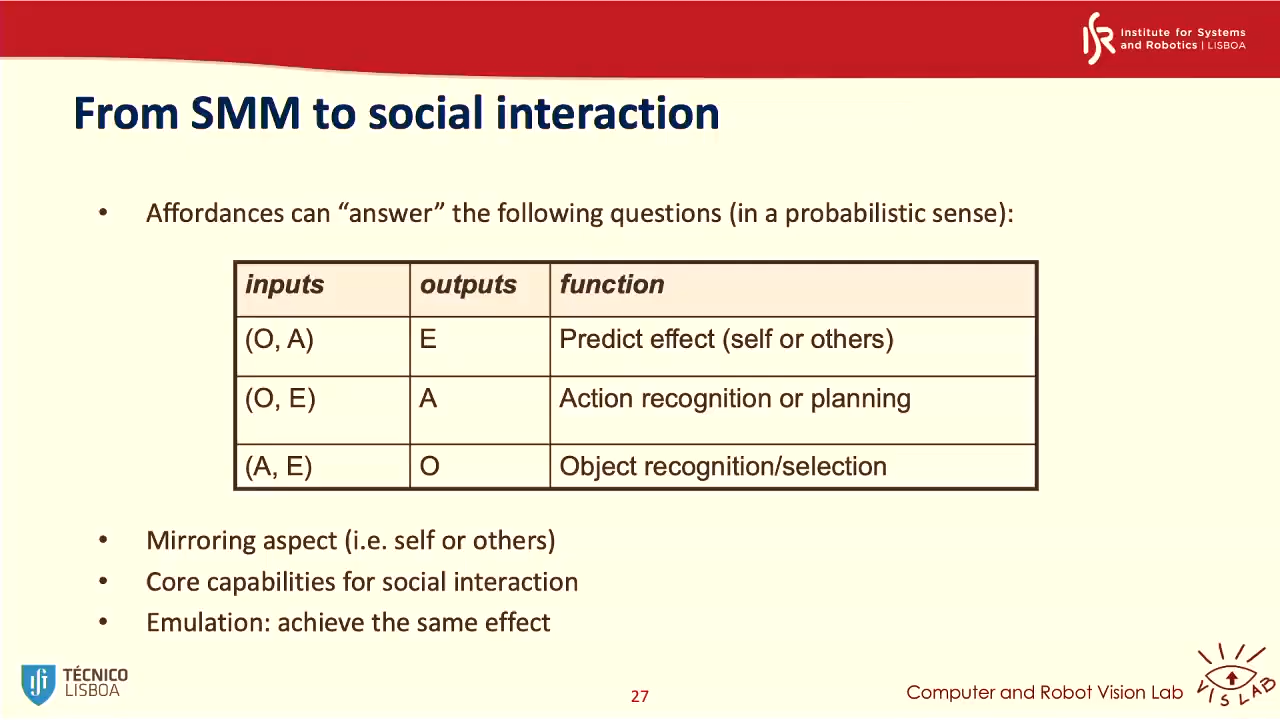 Institute for Systems
and Robotics | LISBOA
From SMM to social interaction
• Affordances can “answer” the following questions (in a probabilistic sense):
inputs outputs function
(O, A) E Predict effect (self or others)
(O, E) A Action recognition or planning
(A, E) O Object recognition/selection
• Mirroring aspect (i.e. self or others)
• Core capabilities for social interaction
• Emulation: achieve the same effect
TÉCNICO
LISBOA
27
Computer and Robot Vision Lab
VISLAB